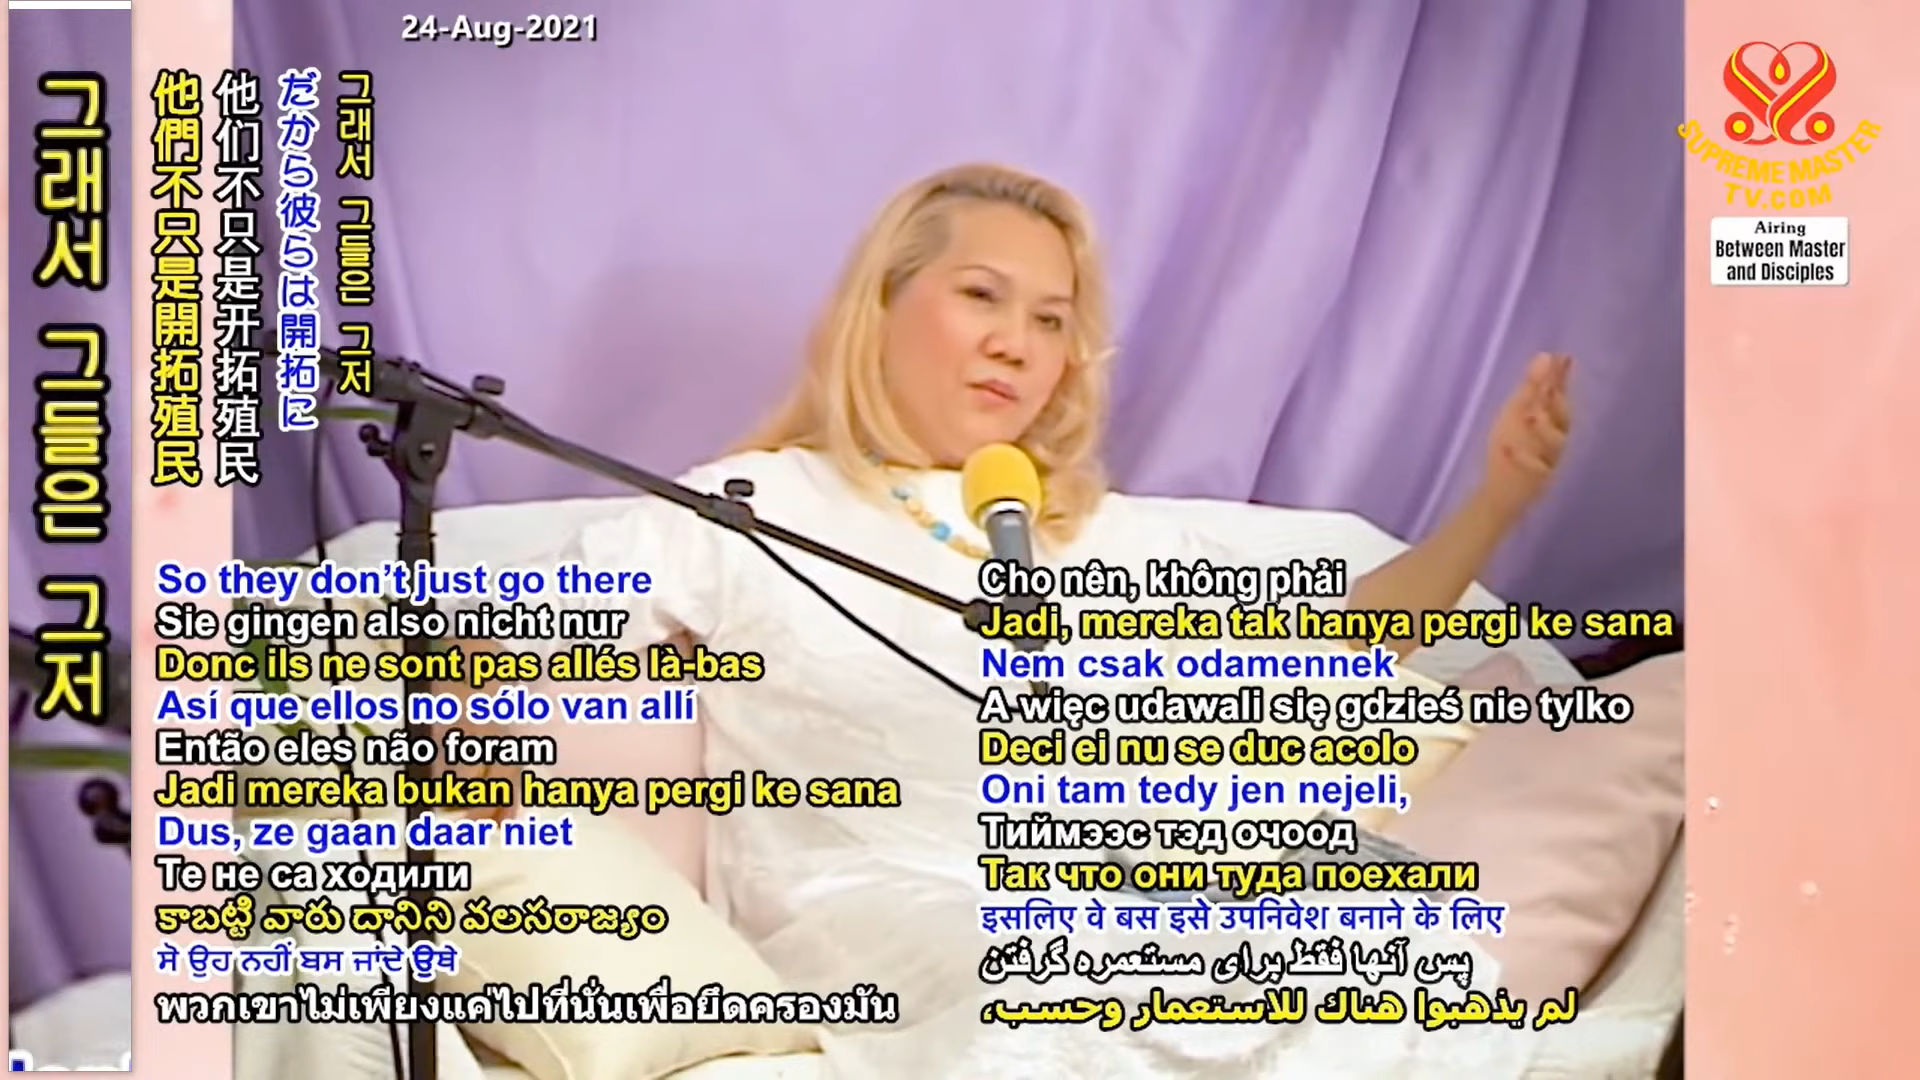 24-Aug-2021
그래서 그들은 그저
他們不只是開拓殖民
他们不只是开拓殖民
だから彼らは開拓に
그래서 그들은 그저
SUPREME MASTER
TV.COM
Airing
Between Master
and Disciples
So they don’t just go there
Sie gingen also nicht nur
Donc ils ne sont pas allés là-bas
Así que ellos no sólo van allí
Então eles não foram
Jadi mereka bukan hanya pergi ke sana
Dus, ze gaan daar niet
Те не са ходили
కాబట్టి వారు దానిని వలసరాజ్యం
ਸੋ ਉਹ ਨਹੀਂ ਬਸ ਜਾਂਦੇ ਉਥੇ
พวกเขาไม่เพียงแค่ไปที่นั่นเพื่อยึดครองมัน
Cho nên, không phải
Jadi, mereka tak hanya pergi ke sana
Nem csak odamennek
A więc udawali się gdzieś nie tylko
Deci ei nu se duc acolo
Oni tam tedy jen nejeli,
Тиймээс тэд очоод
Так что они туда поехали
इसलिए वे बस इसे उपनिवेश बनाने के लिए
پس آنها فقط برای مستعمره گرفتن
لم يذهبوا هناك للاستعمار وحسب،